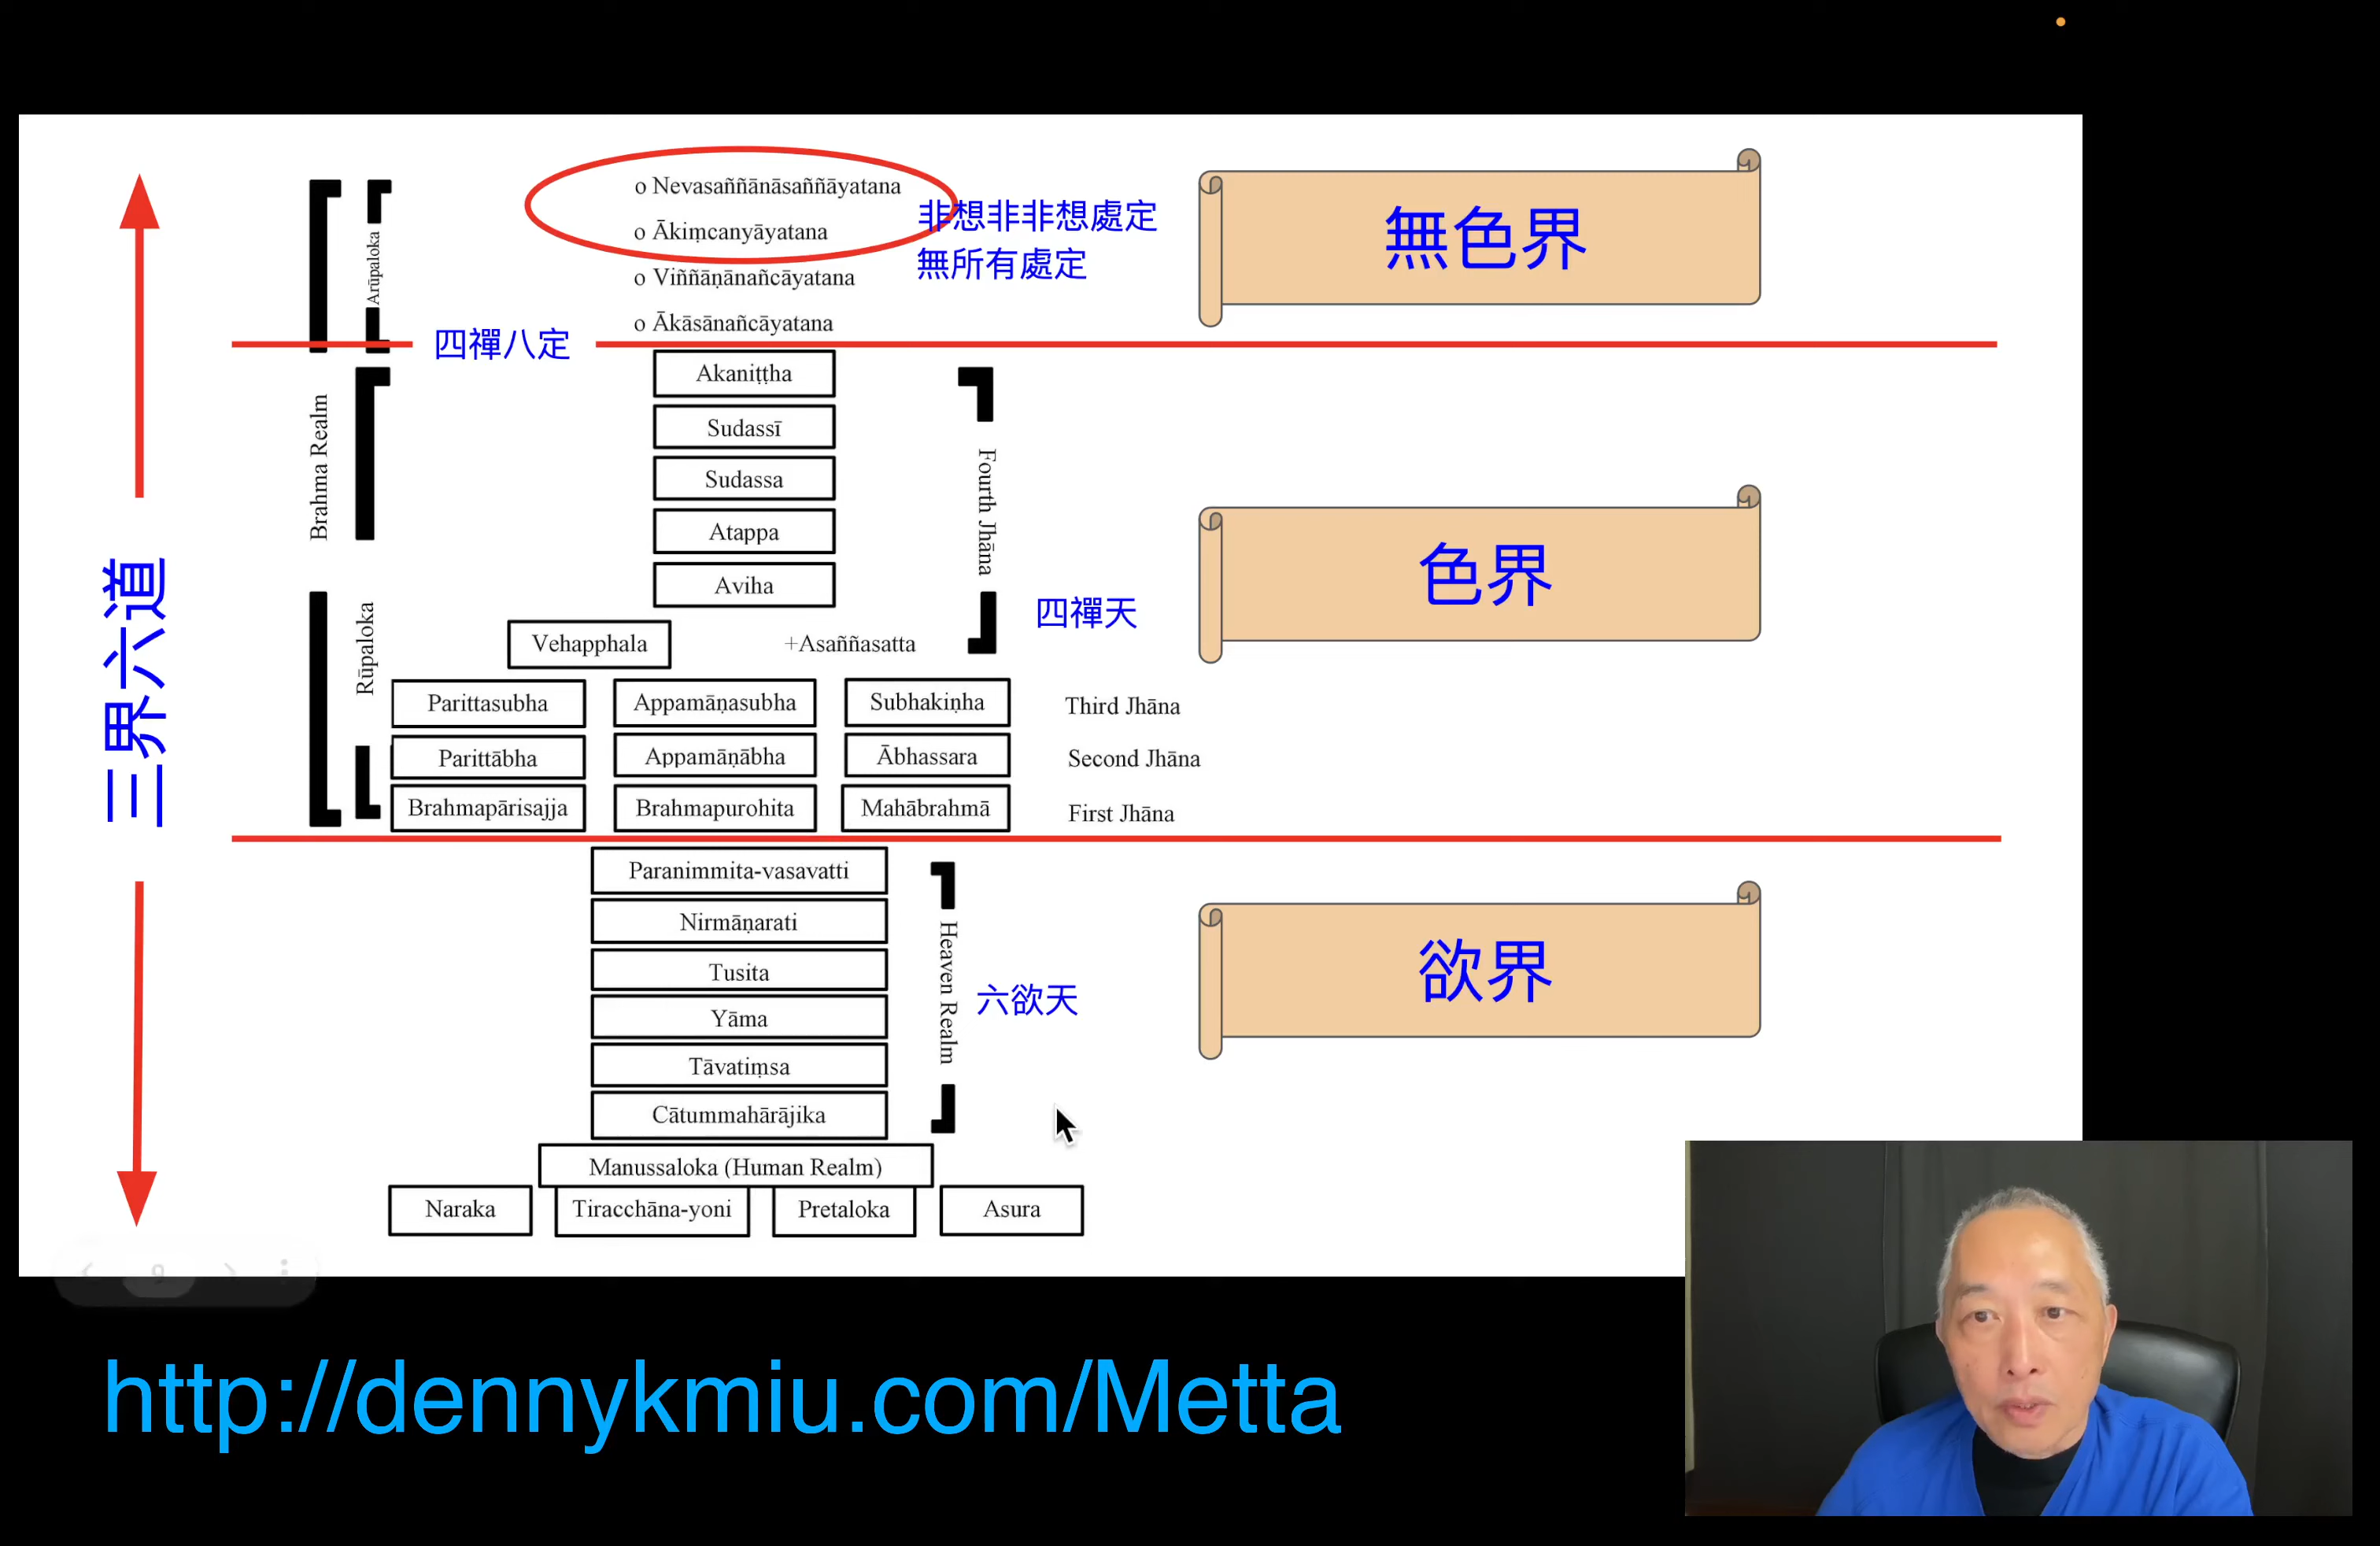 o Nevasaññānāsaññāyatana
o Ākiṃcanyāyatana
非想非非想處定
無所有處定
o Viññāṇānañcāyatana
o Ākāsānañcāyatana
Arūpaloka
無色界
四禪八定
Akaniṭṭha
Sudassī
Sudassa
Atappa
Aviha
Brahma Realm
Fourth Jhāna
色界
四禪天
Vehapphala
+Asaññasatta
三界六道
Rūpaloka
Parittasubha Appamāṇasubha Subhakiṇha Third Jhāna
Parittābha Appamāṇābha Ābhassara Second Jhāna
Brahmapārisajja Brahmapurohita Mahābrahmā First Jhāna
Paranimmita-vasavatti
Nirmāṇarati
Tusita
Yāma
Tāvatiṃsa
Cātummahārājika
Heaven Realm
六欲天
欲界
Manussaloka (Human Realm)
Naraka Tiracchāna-yoni Pretaloka Asura
9
http://dennykmiu.com/Metta